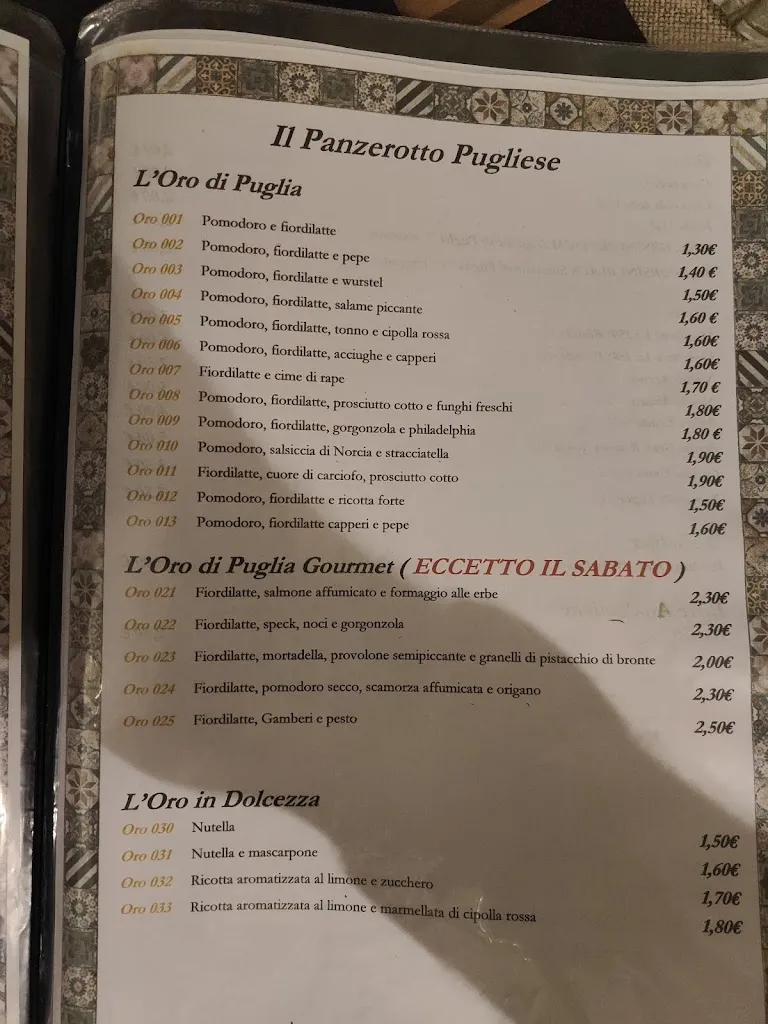 Il Panzerotto Pugliese
L'Oro di Puglia
Oro 001 Pomodoro e fiordilatte 1,30€
Oro 002 Pomodoro, fiordilatte e pepe 1,40 €
Oro 003 Pomodoro, fiordilatte e wurstel 1,50€
Oro 004 Pomodoro, fiordilatte, salame piccante 1,60 €
Oro 005 Pomodoro, fiordilatte, tonno e cipolla rossa 1,60€
Oro 006 Pomodoro, fiordilatte, acciughe e capperi 1,60€
Oro 007 Fiordilatte e cime di rape 1,70 €
Oro 008 Pomodoro, fiordilatte, prosciutto cotto e funghi freschi 1,80€
Oro 009 Pomodoro, fiordilatte, gorgonzola e philadelphia 1,80 €
Oro 010 Pomodoro, salsiccia di Norcia e stracciatella 1,90€
Oro 011 Fiordilatte, cuore di carciofo, prosciutto cotto 1,90€
Oro 012 Pomodoro, fiordilatte e ricotta forte 1,50€
Oro 013 Pomodoro, fiordilatte capperi e pepe 1,60€
L'Oro di Puglia Gourmet ( ECCETTO IL SABATO )
Oro 021 Fiordilatte, salmone affumicato e formaggio alle erbe 2,30€
Oro 022 Fiordilatte, speck, noci e gorgonzola 2,30€
Oro 023 Fiordilatte, mortadella, provolone semipiccante e granelli di pistacchio di bronte 2,00€
Oro 024 Fiordilatte, pomodoro secco, scamorza affumicata e origano 2,30€
Oro 025 Fiordilatte, Gamberi e pesto 2,50€
L'Oro in Dolcezza
Oro 030 Nutella 1,50€
Oro 031 Nutella e mascarpone 1,60€
Oro 032 Ricotta aromatizzata al limone e zucchero 1,70€
Oro 033 Ricotta aromatizzata al limone e marmellata di cipolla rossa 1,80€